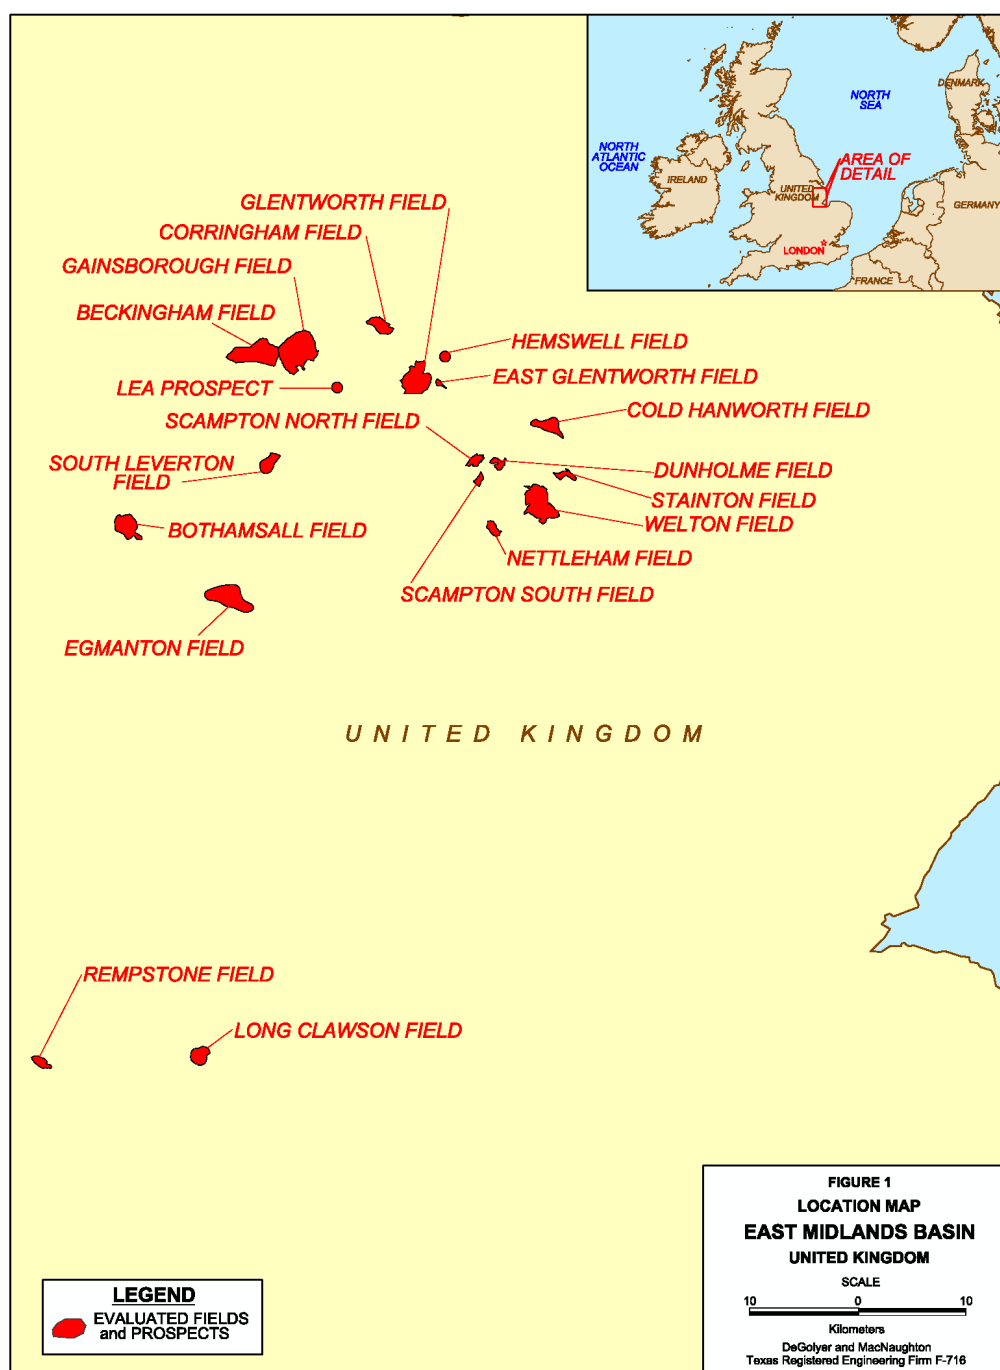 NORTH
SEA
DENMARK
NORTH
ATLANTIC
OCEAN
AREA OF
DETAIL
IRELAND
UNITED
KINGDOM
GERMANY
LONDON
FRANCE
GLENTWORTH FIELD
CORRINGHAM FIELD
GAINSBOROUGH FIELD
BECKINGHAM FIELD
HEMSWELL FIELD
LEA PROSPECT
EAST GLENTWORTH FIELD
SCAMPTON NORTH FIELD
COLD HANWORTH FIELD
SOUTH LEVERTON
FIELD
DUNHOLME FIELD
STAINTON FIELD
BOTHAMSALL FIELD
WELTON FIELD
NETTLEHAM FIELD
SCAMPTON SOUTH FIELD
EGMANTON FIELD
UNITED KINGDOM
REMPSTONE FIELD
LONG CLAWSON FIELD
LEGEND
EVALUATED FIELDS
and PROSPECTS
FIGURE 1
LOCATION MAP
EAST MIDLANDS BASIN
UNITED KINGDOM
SCALE
10 0 10
Kilometers
DeGolyer and MacNaughton
Texas Registered Engineering Firm F-716